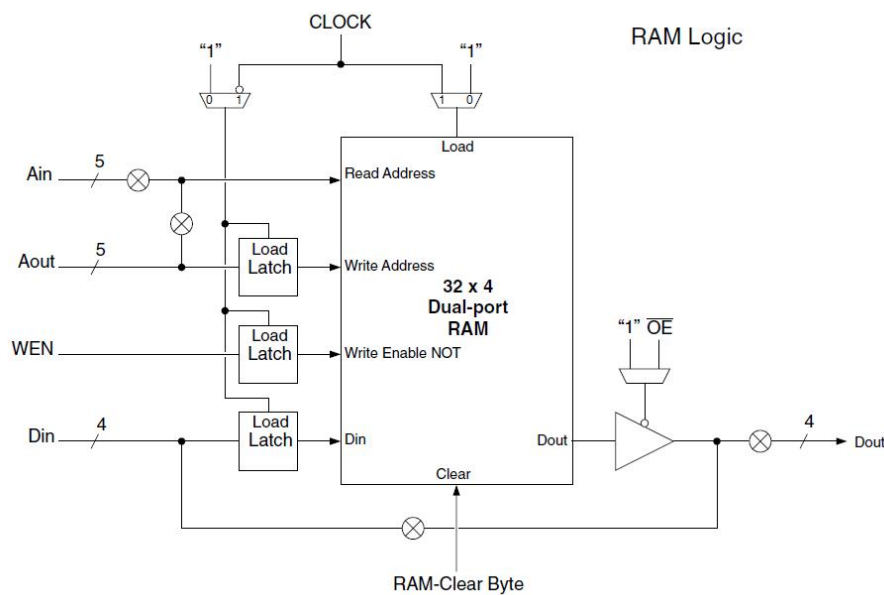 CLOCK
RAM Logic
“1”
“1”
0 1
1 0
Load
Ain
5
Read Address
Aout
5
Load
Latch
Write Address
32 x 4
Dual-port
RAM
WEN
Load
Latch
Write Enable NOT
“1” O̅E̅
Din
4
Load
Latch
Din
Dout
4
Dout
Clear
RAM-Clear Byte